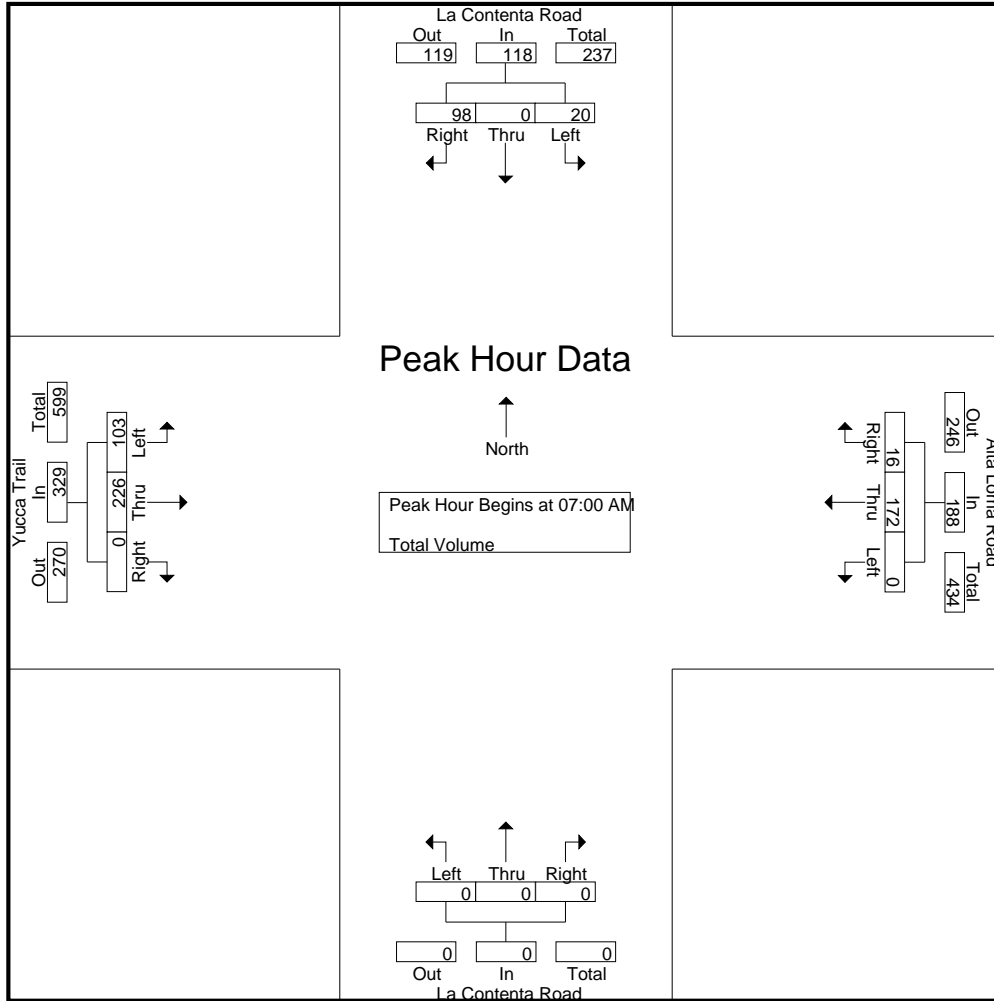 La Contenta Road
Out In Total
119 118 237
98 0 20
Right Thru Left
Peak Hour Data
North
Peak Hour Begins at 07:00 AM
Total Volume
Yucca Trail
Total In Out
599 329 270
103 226 0
Left Thru Right
Alta Loma Road
Out In Total
246 188 434
16 172 0
Right Thru Left
Left Thru Right
0 0 0
0 0 0
Out In Total
La Contenta Road